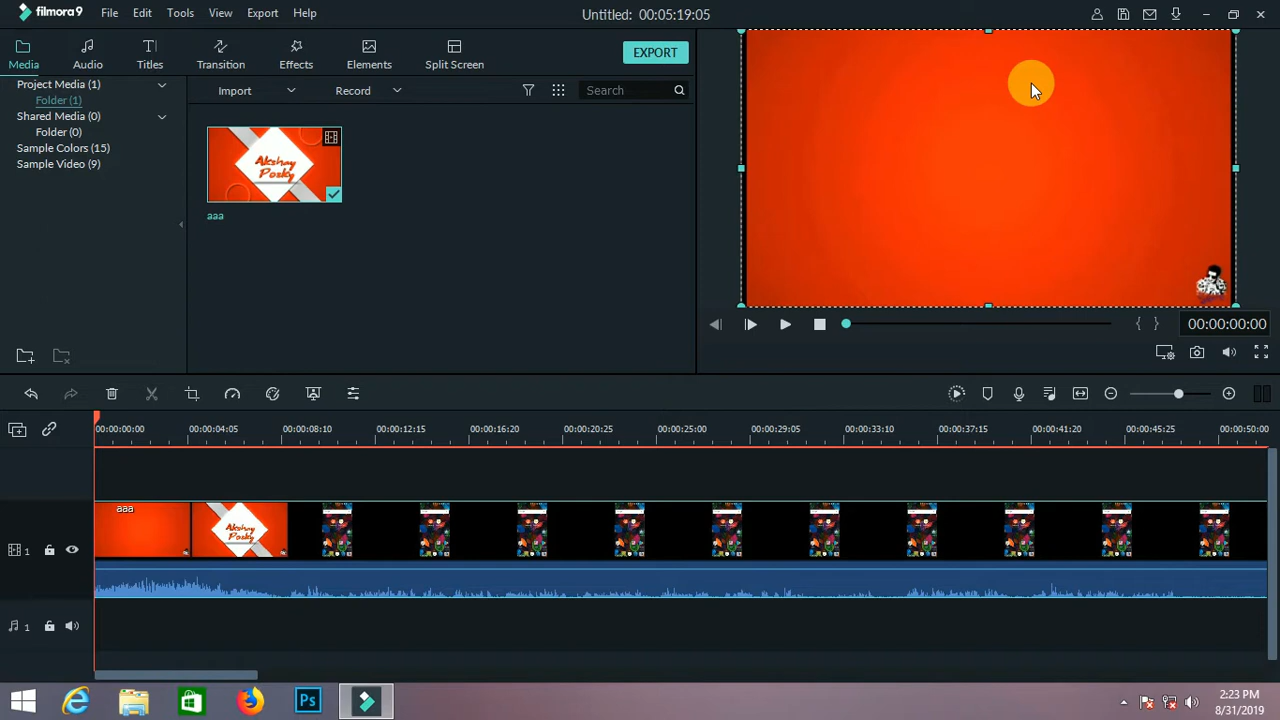 filmora9 File Edit Tools View Export Help Untitled: 00:05:19:05
Media Audio Titles Transition Effects Elements Split Screen EXPORT
Project Media (1)
Folder (1)
Shared Media (0)
Folder (0)
Sample Colors (15)
Sample Video (9)
Import Record Search
Akshay
Posky
aaa
00:00:00:00
00:00:00:00 00:00:04:05 00:00:08:10 00:00:12:15 00:00:16:20 00:00:20:25 00:00:25:00 00:00:29:05 00:00:33:10 00:00:37:15 00:00:41:20 00:00:45:25 00:00:50:00
aaa
Akshay
Posky
1
1
Ps
2:23 PM
8/31/2019